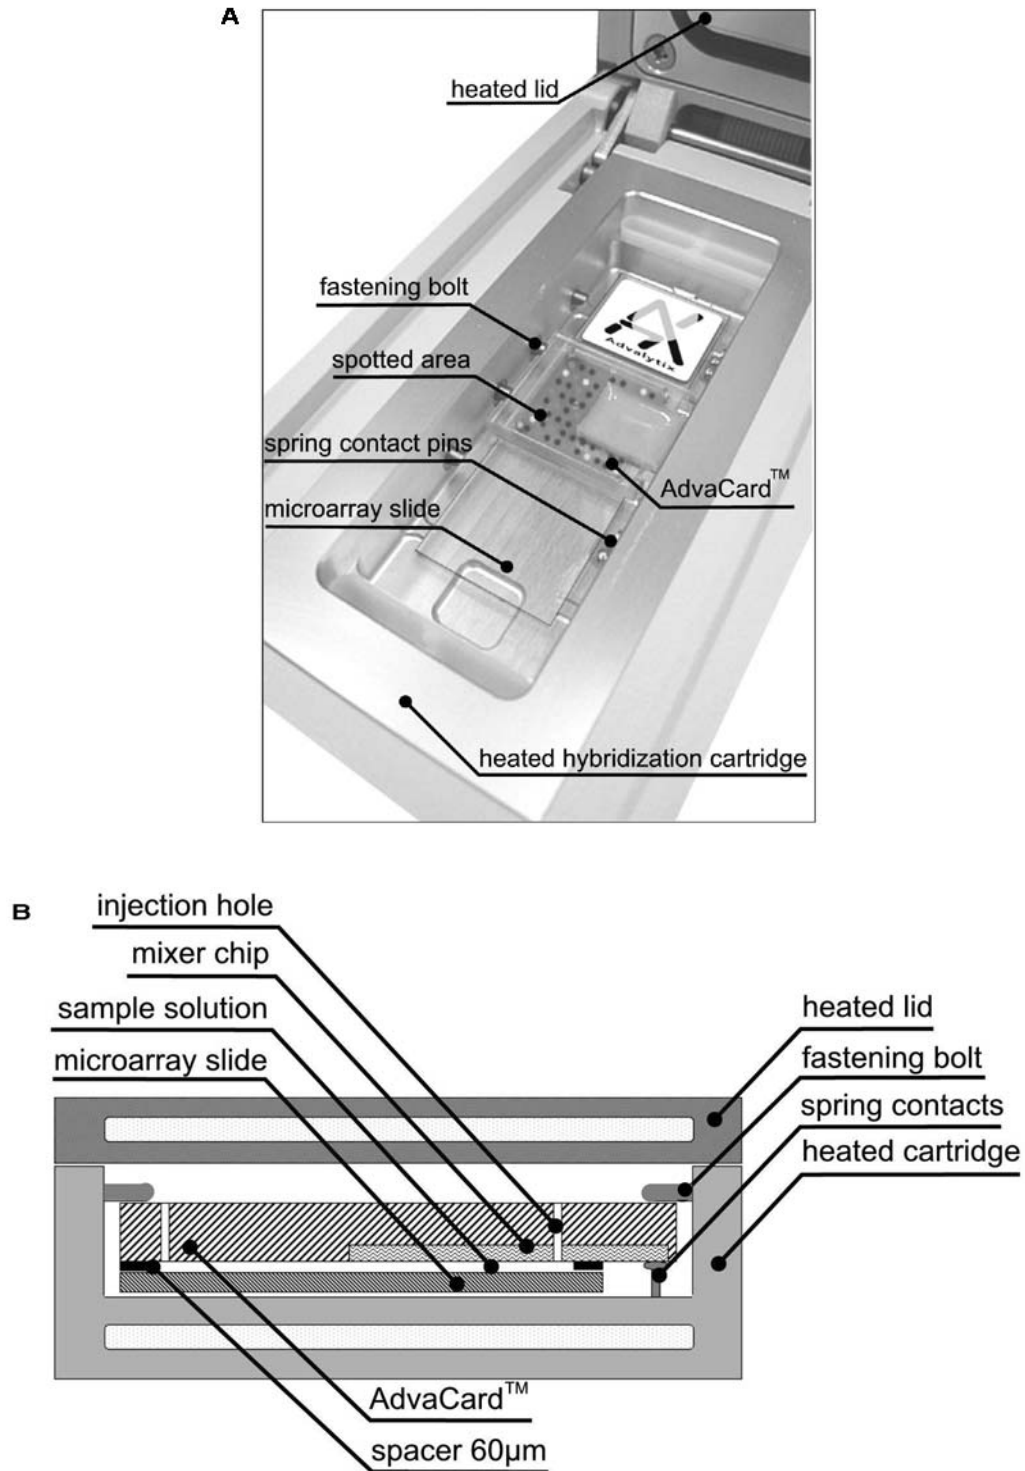 A
heated lid
fastening bolt
spotted area
spring contact pins
microarray slide
Advalytix
AdvaCard™
heated hybridization cartridge
B
injection hole
mixer chip
sample solution
microarray slide
heated lid
fastening bolt
spring contacts
heated cartridge
AdvaCard™
spacer 60µm